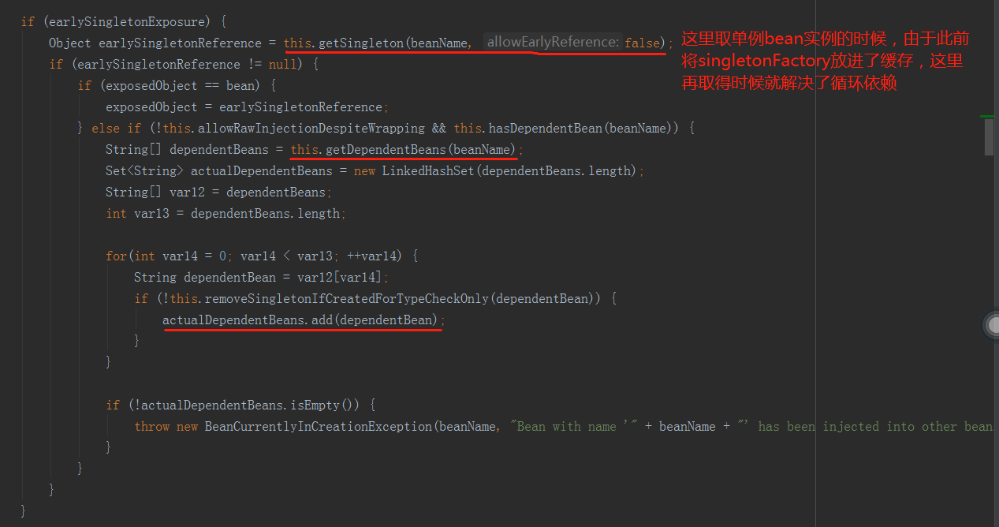 if (earlySingletonExposure) {
Object earlySingletonReference = this.getSingleton(beanName, allowEarlyReference: false);
if (earlySingletonReference != null) {
if (exposedObject == bean) {
exposedObject = earlySingletonReference;
} else if (!this.allowRawInjectionDespiteWrapping && this.hasDependentBean(beanName)) {
String[] dependentBeans = this.getDependentBeans(beanName);
Set<String> actualDependentBeans = new LinkedHashSet(dependentBeans.length);
String[] var12 = dependentBeans;
int var13 = dependentBeans.length;
for(int var14 = 0; var14 < var13; ++var14) {
String dependentBean = var12[var14];
if (!this.removeSingletonIfCreatedForTypeCheckOnly(dependentBean)) {
actualDependentBeans.add(dependentBean);
}
}
if (!actualDependentBeans.isEmpty()) {
throw new BeanCurrentlyInCreationException(beanName, "Bean with name '" + beanName + "' has been injected into other bean
}
}
}
}
这里取单例bean实例的时候，由于此前
将singletonFactory放进了缓存，这里
再取得时候就解决了循环依赖